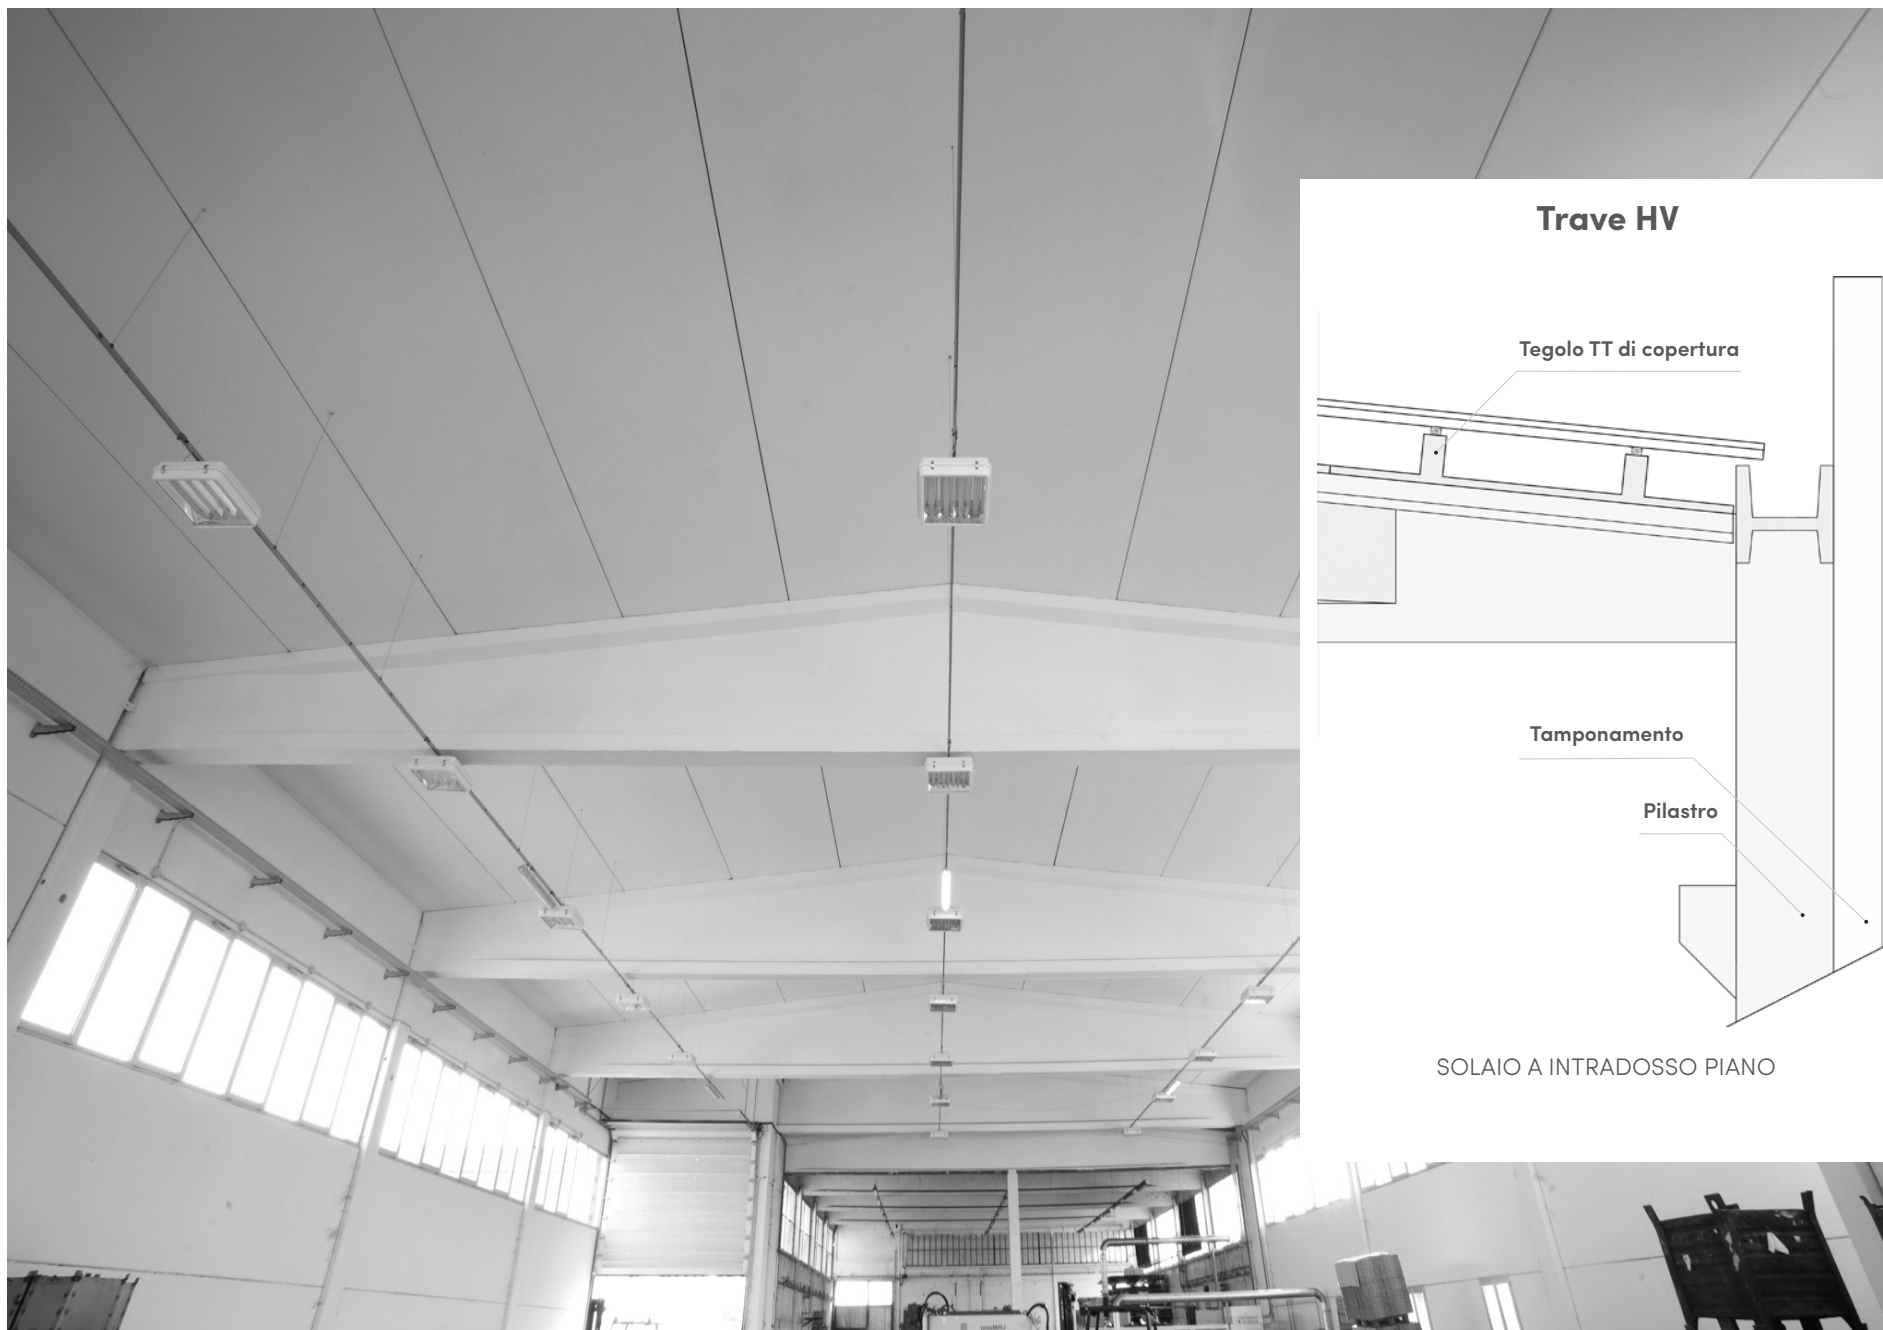 Trave HV
Tegolo TT di copertura
Tamponamento
Pilastro
SOLAIO A INTRADOSSO PIANO